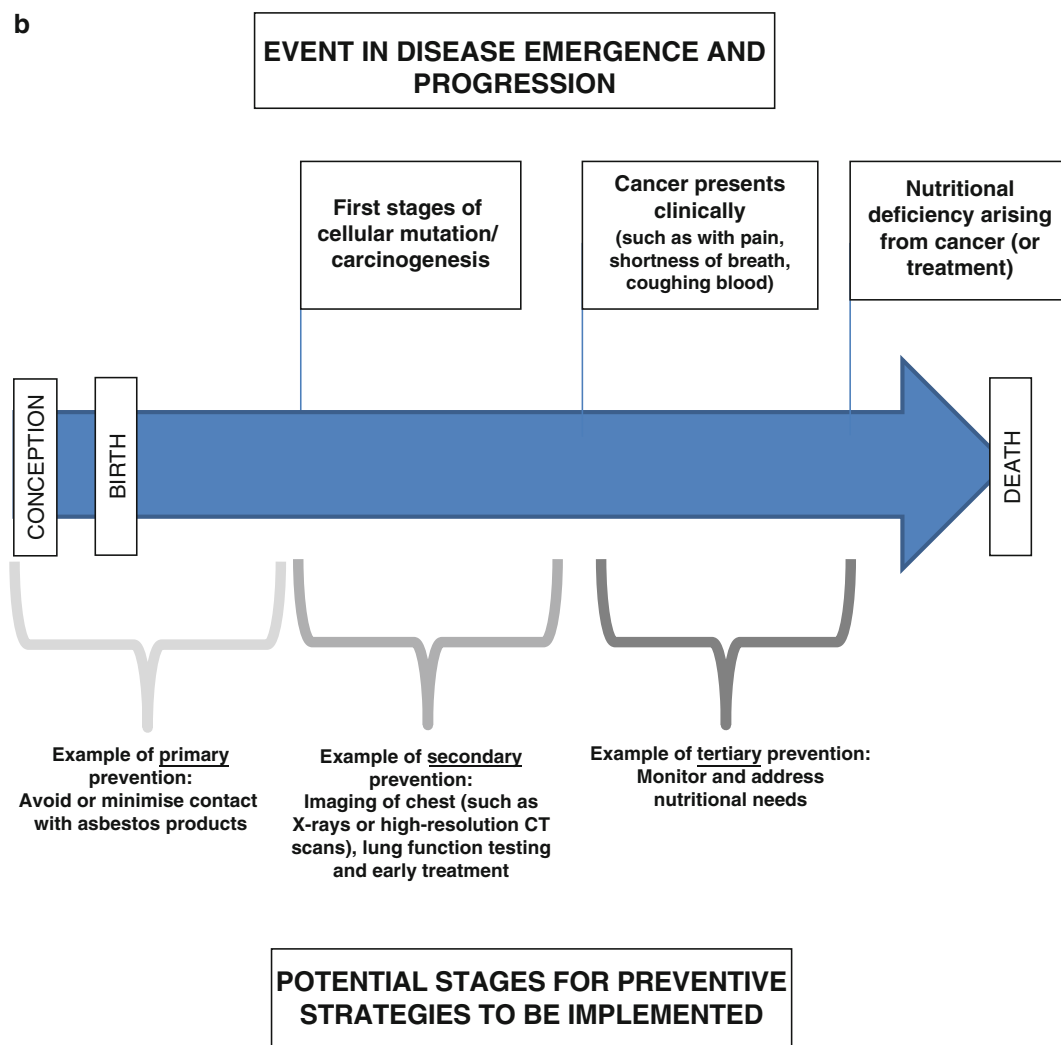 b
EVENT IN DISEASE EMERGENCE AND
PROGRESSION
First stages of
cellular mutation/
carcinogenesis
Cancer presents
clinically
(such as with pain,
shortness of breath,
coughing blood)
Nutritional
deficiency arising
from cancer (or
treatment)
CONCEPTION
BIRTH
DEATH
Example of primary
prevention:
Avoid or minimise contact
with asbestos products
Example of secondary
prevention:
Imaging of chest (such as
X-rays or high-resolution CT
scans), lung function testing
and early treatment
Example of tertiary prevention:
Monitor and address
nutritional needs
POTENTIAL STAGES FOR PREVENTIVE
STRATEGIES TO BE IMPLEMENTED